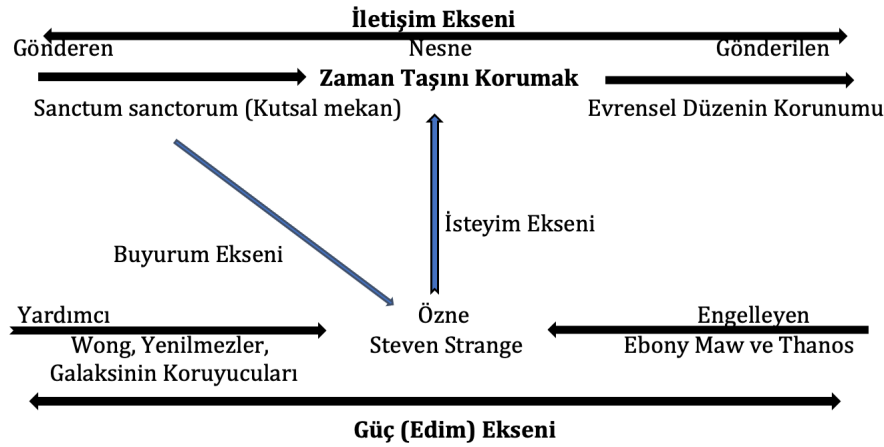 İletişim Ekseni
Gönderen Nesne Gönderilen
Zaman Taşını Korumak
Sanctum sanctorum (Kutsal mekan) Evrensel Düzenin Korunumu
İsteyim Ekseni
Buyurum Ekseni
Yardımcı Özne Engelleyen
Wong, Yenilmezler, Steven Strange Ebony Maw ve Thanos
Galaksinin Koruyucuları
Güç (Edim) Ekseni